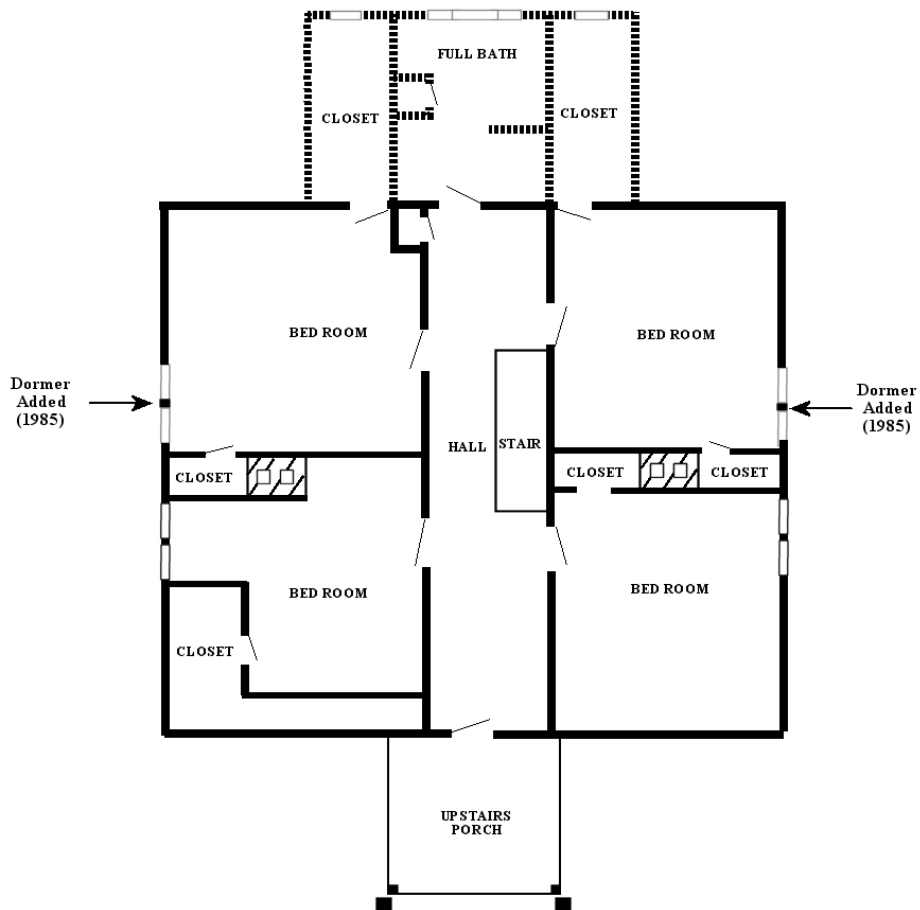 FULL BATH
CLOSET
CLOSET
BED ROOM
BED ROOM
Dormer
Added
(1985)
Dormer
Added
(1985)
HALL
STAIR
CLOSET
CLOSET
CLOSET
BED ROOM
BED ROOM
CLOSET
UPSTAIRS
PORCH